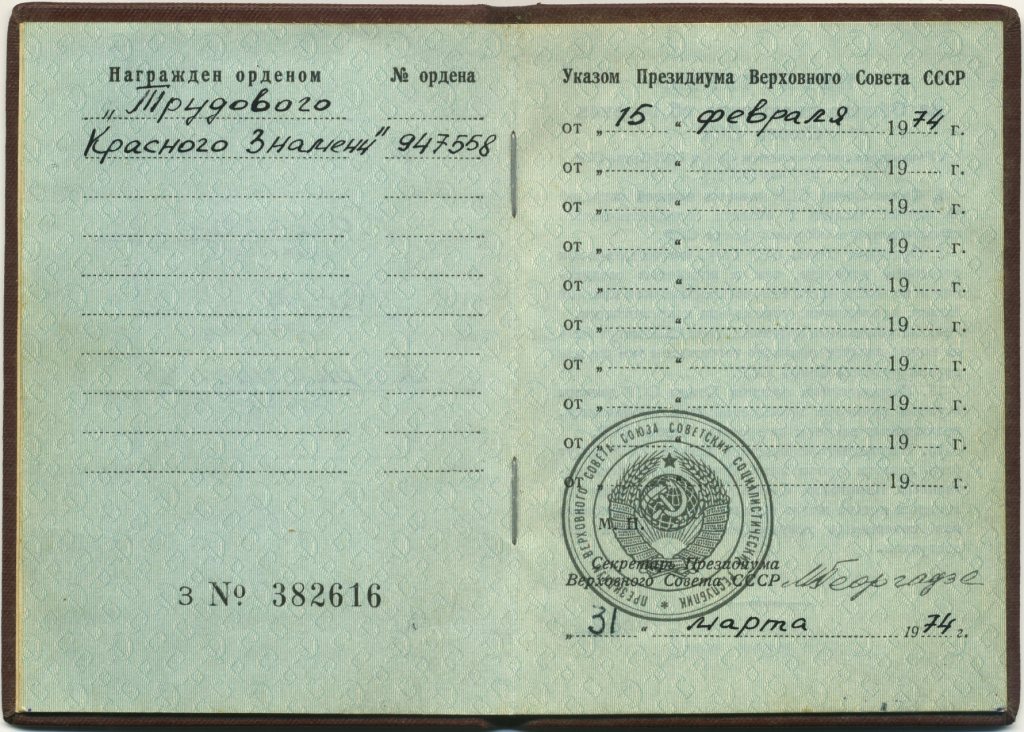 Награжден орденом № ордена
„Трудового
Красного Знамени" 947558
З № 382616
Указом Президиума Верховного Совета СССР
от „ 15 “ февраля 1974 г.
от „ “ 19 г.
от „ “ 19 г.
от „ “ 19 г.
от „ “ 19 г.
от „ “ 19 г.
от „ “ 19 г.
от „ “ 19 г.
от „ “ 19 г.
от „ “ 19 г.
ПРЕЗИДИУМ ВЕРХОВНОГО СОВЕТА СОЮЗА СОВЕТСКИХ СОЦИАЛИСТИЧЕСКИХ РЕСПУБЛИК *
М. П.
Секретарь Президиума
Верховного Совета СССР МГеоргадзе
„ 31 “ марта 1974 г.